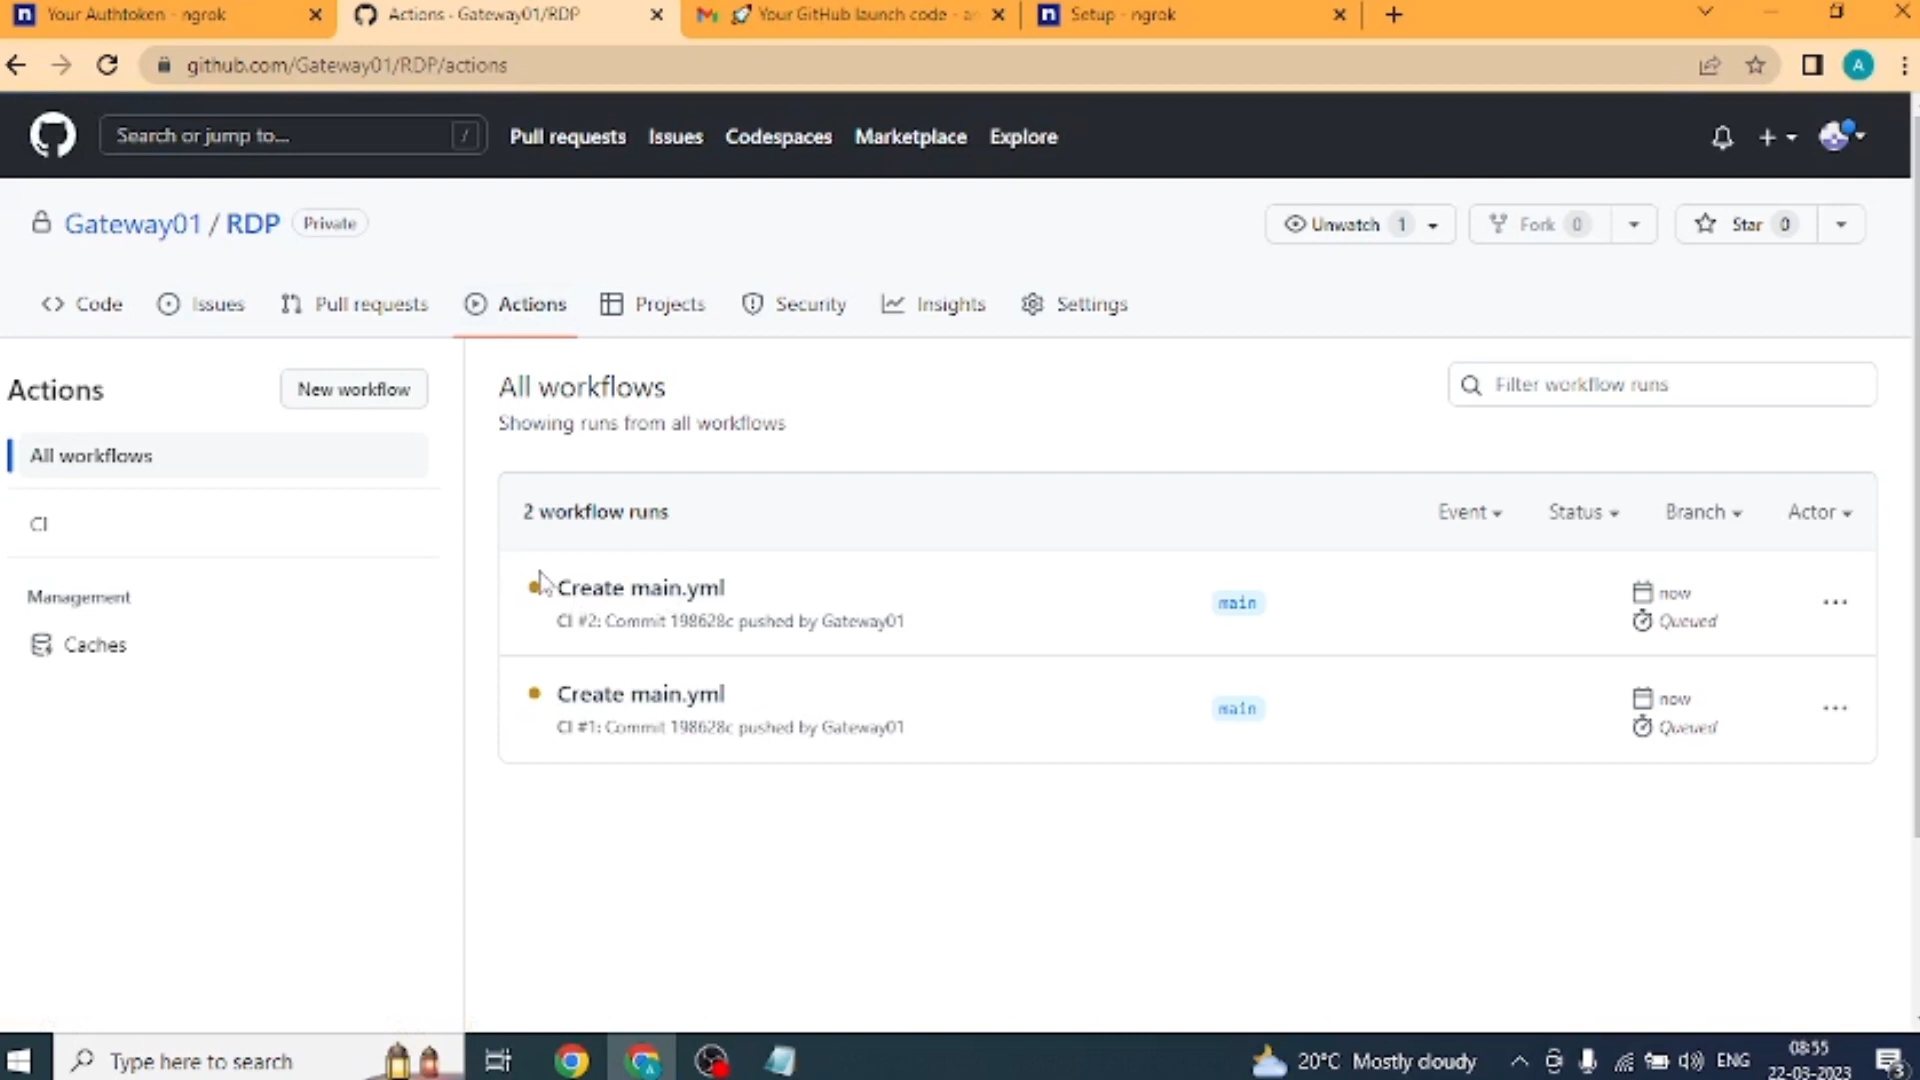 Your Authtoken - ngrok
Actions - Gateway01/RDP
Your GitHub launch code - a
Setup - ngrok
github.com/Gateway01/RDP/actions
A
Search or jump to... /
Pull requests Issues Codespaces Marketplace Explore
Gateway01 / RDP Private
Unwatch 1
Fork 0
Star 0
Code Issues Pull requests Actions Projects Security Insights Settings
Actions
New workflow
All workflows
CI
Management
Caches
All workflows
Showing runs from all workflows
Filter workflow runs
2 workflow runs
Event Status Branch Actor
Create main.yml
CI #2: Commit 198628c pushed by Gateway01
main
now
Queued
Create main.yml
CI #1: Commit 198628c pushed by Gateway01
main
now
Queued
Type here to search
20°C Mostly cloudy
ENG
08:55
22-03-2023
3